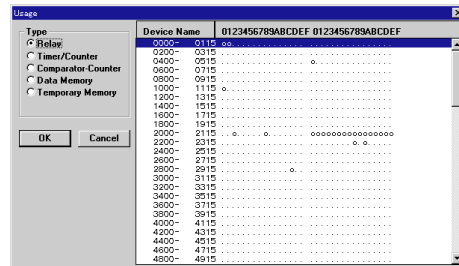 Usage
Type
Relay
Timer/Counter
Comparator-Counter
Data Memory
Temporary Memory
OK Cancel
Device Name 0123456789ABCDEF 0123456789ABCDEF
0000- 0115 oo.............. ................
0200- 0315 ................ ................
0400- 0515 ................ o...............
0600- 0715 ................ ................
0800- 0915 ................ ................
1000- 1115 o............... ................
1200- 1315 ................ ................
1400- 1515 ................ ................
1600- 1715 ................ ................
1800- 1915 ................ ................
2000- 2115 ..o.....o....... oooooooooooooooo
2200- 2315 ................ ........o.o.....
2400- 2515 ................ ................
2600- 2715 ................ ................
2800- 2915 .............o.. ................
3000- 3115 ................ ................
3200- 3315 ................ ................
3400- 3515 ................ ................
3600- 3715 ................ ................
3800- 3915 ................ ................
4000- 4115 ................ ................
4200- 4315 ................ ................
4400- 4515 ................ ................
4600- 4715 ................ ................
4800- 4915 ................ ................